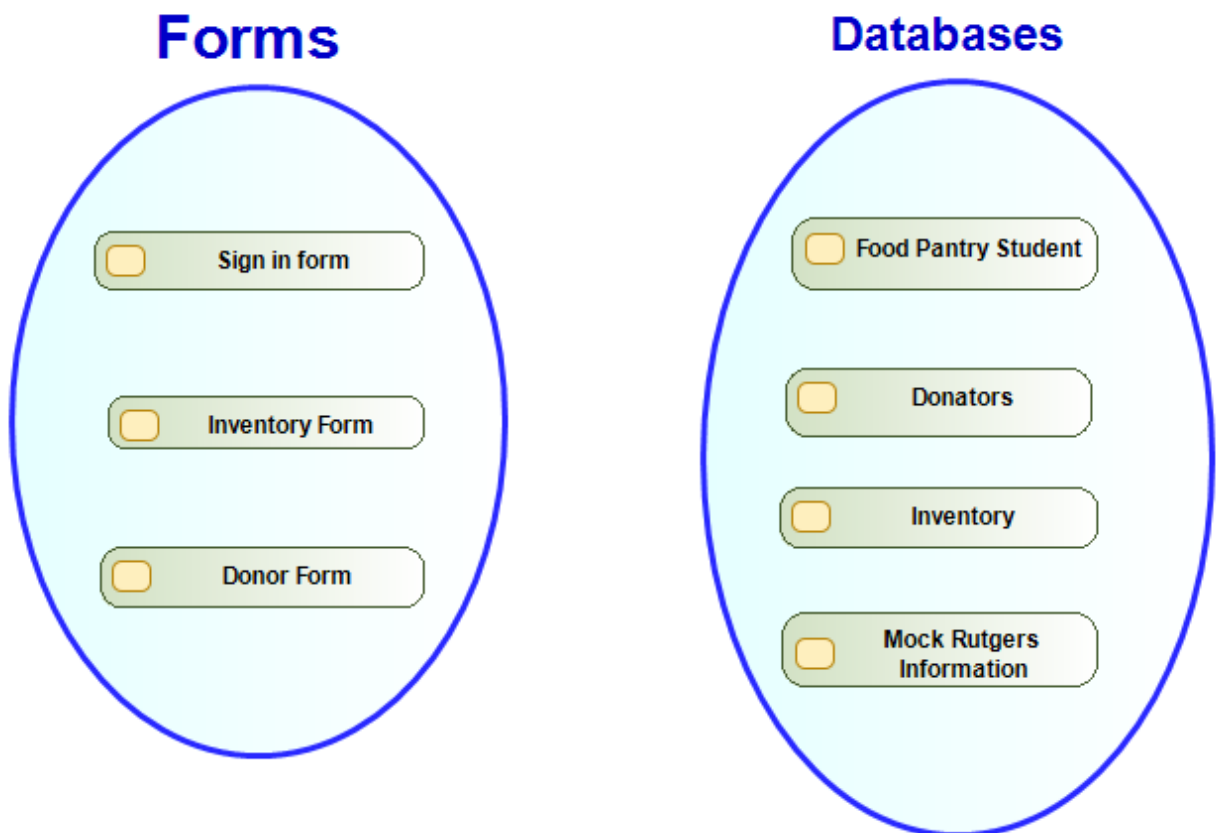 Forms
Sign in form
Inventory Form
Donor Form
Databases
Food Pantry Student
Donators
Inventory
Mock Rutgers
Information